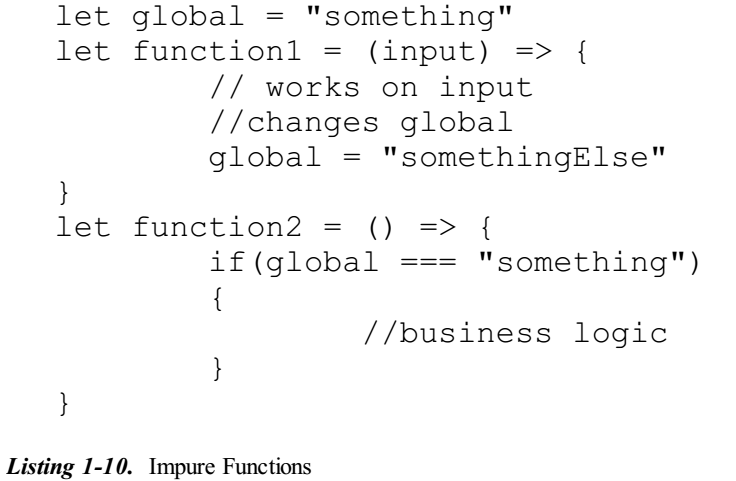 let global = "something"
let function1 = (input) => {
// works on input
//changes global
global = "somethingElse"
}
let function2 = () => {
if(global === "something")
{
//business logic
}
}
Listing 1-10. Impure Functions